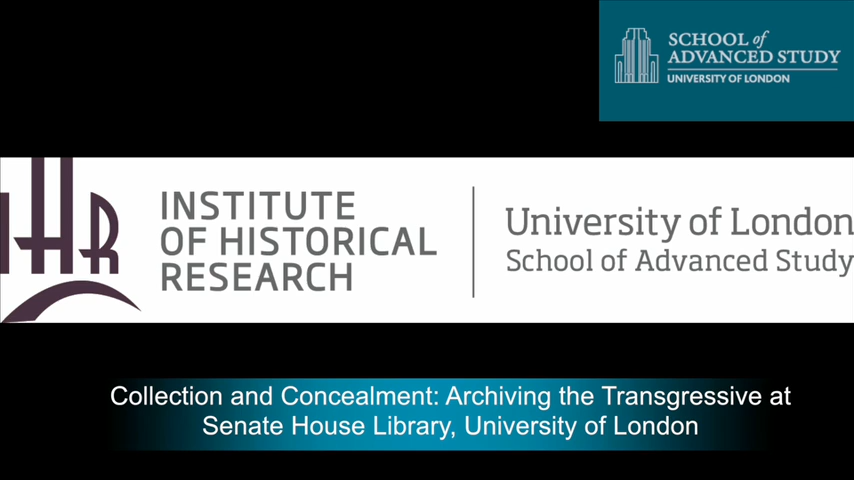 SCHOOL of
ADVANCED STUDY
UNIVERSITY OF LONDON
IHR
INSTITUTE
OF HISTORICAL
RESEARCH
University of London
School of Advanced Study
Collection and Concealment: Archiving the Transgressive at
Senate House Library, University of London